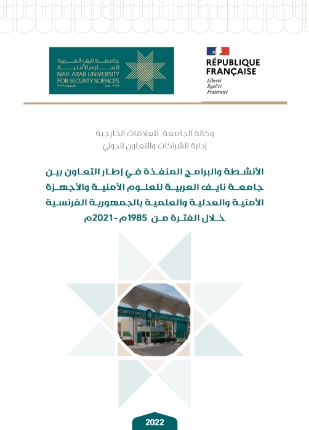 جامعة نايف العربية
للعلوم الأمنية
NAIF ARAB UNIVERSITY
FOR SECURITY SCIENCES
RÉPUBLIQUE
FRANÇAISE
Liberté
Égalité
Fraternité
وكالة الجامعة للعلاقات الخارجية
إدارة الشراكات والتعاون الدولي
الأنشطة والبرامج المنفذة في إطار التعاون بين
جامعة نايف العربية للعلوم الأمنية والأجهزة
الأمنية والعدلية والعلمية بالجمهورية الفرنسية
خلال الفترة من 1985م - 2021م
2022